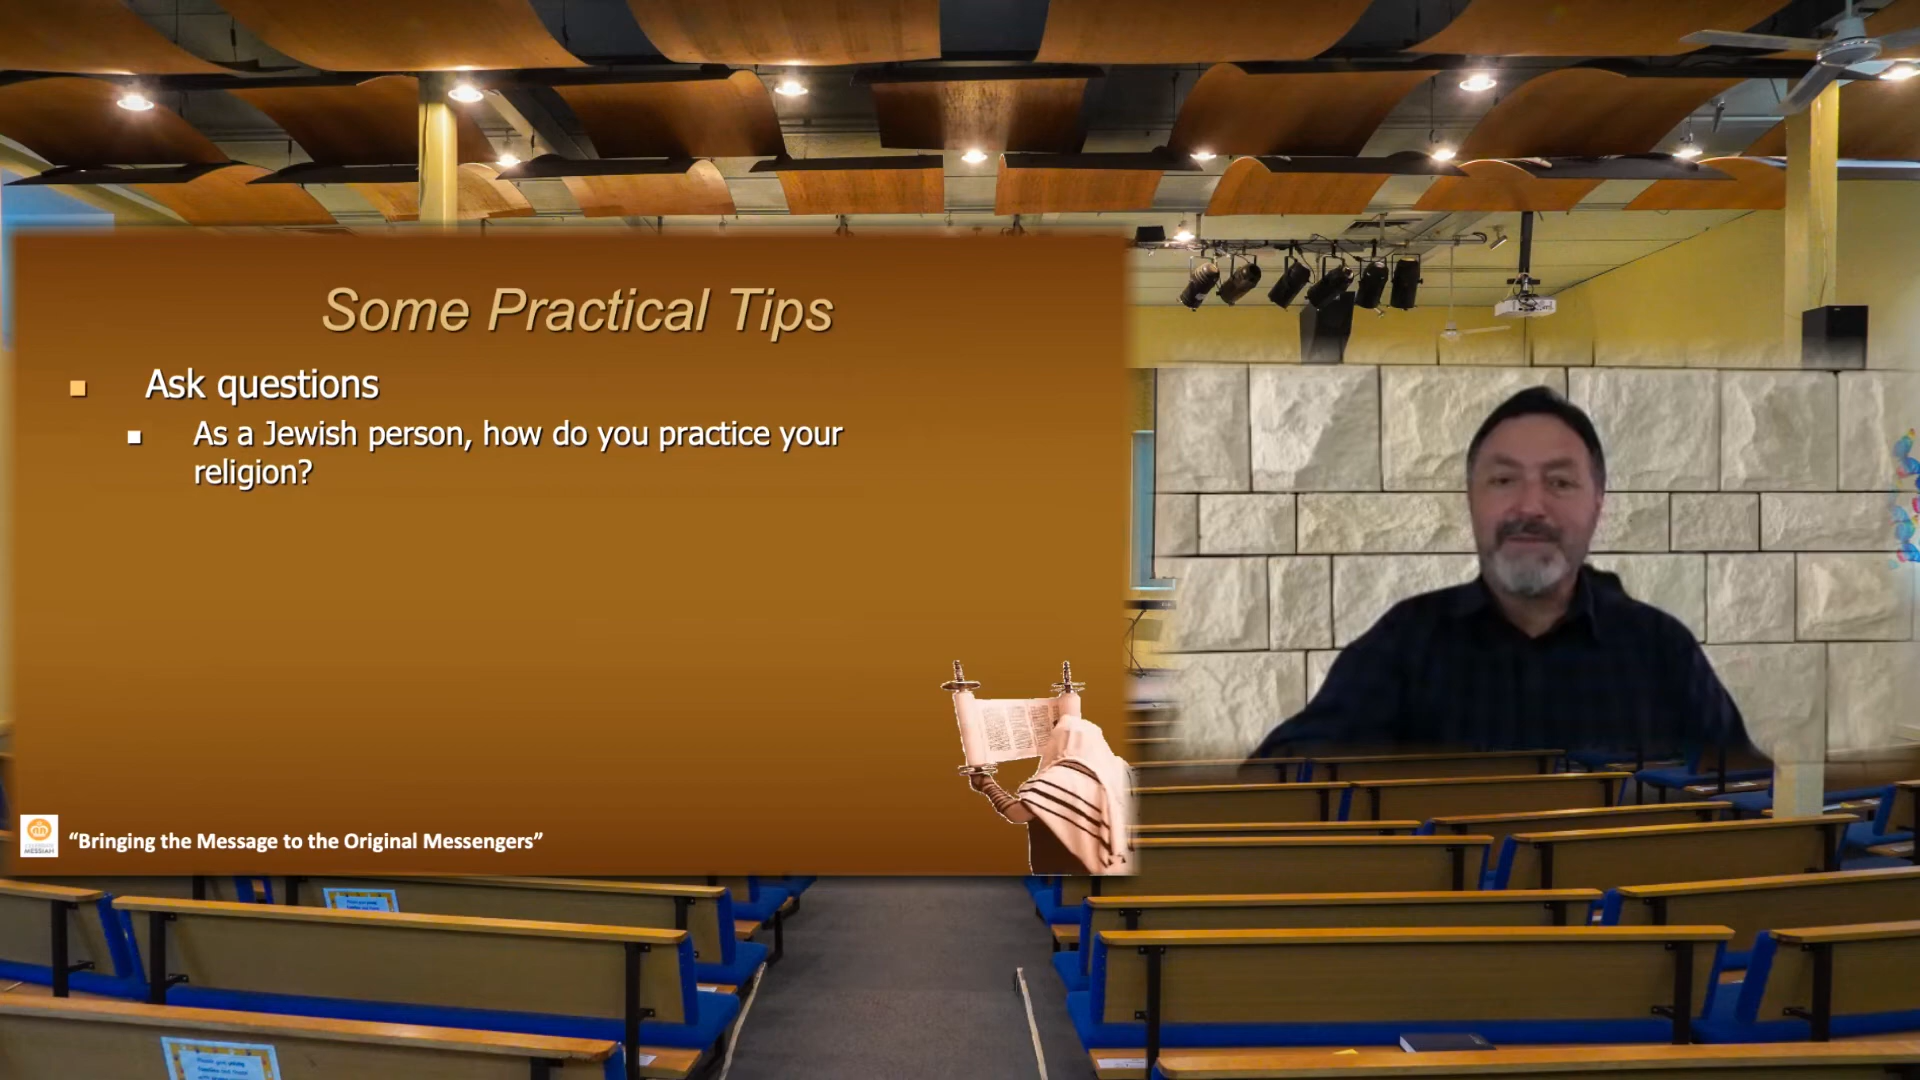 Some Practical Tips
Ask questions
As a Jewish person, how do you practice your
religion?
MESSIAH
“Bringing the Message to the Original Messengers”